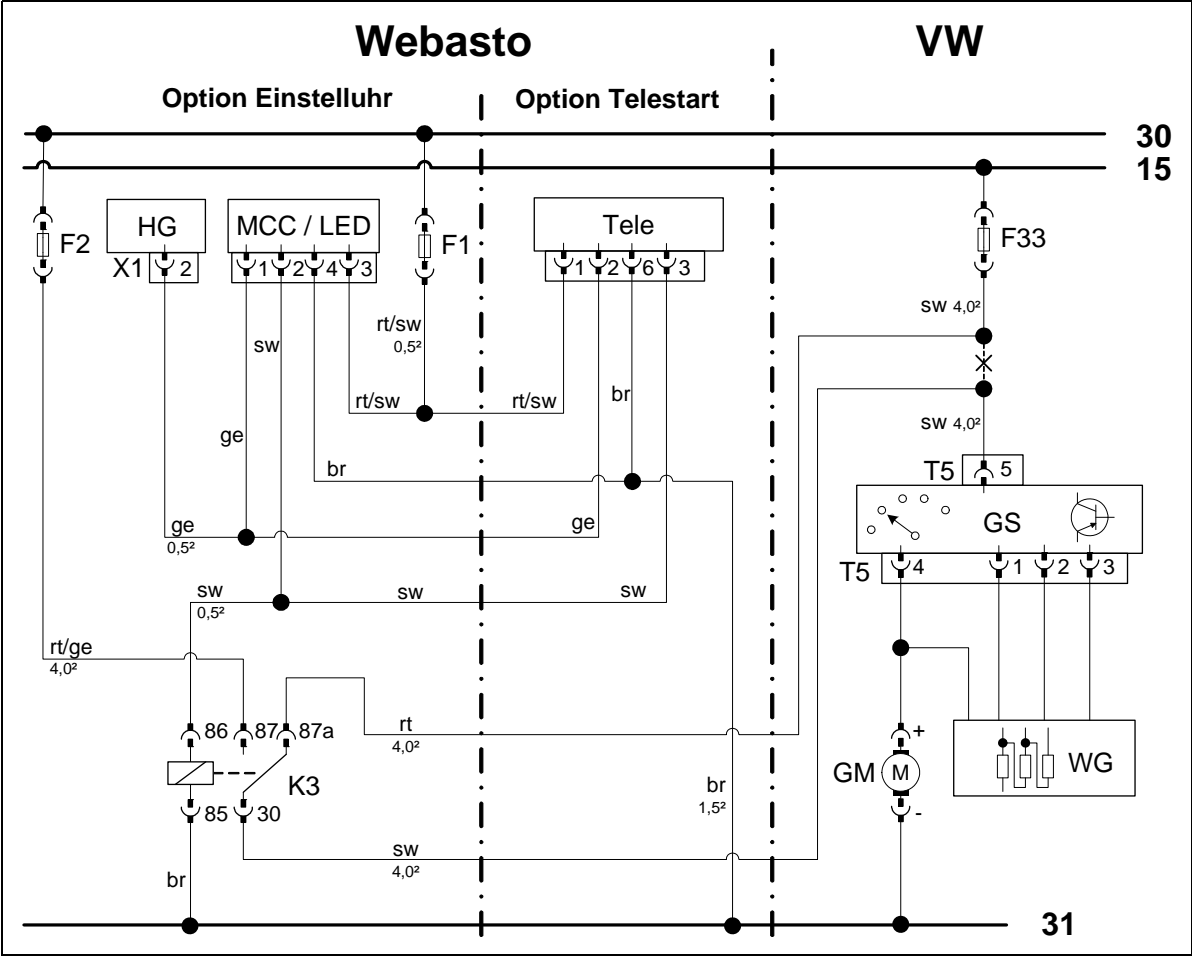 Webasto
VW
Option Einstelluhr
Option Telestart
30
15
HG
MCC / LED
Tele
F2
F1
F33
X1 2
1 2 4 3
1 2 6 3
rt/sw
0,5²
sw 4,0²
sw
rt/sw
rt/sw
br
ge
sw 4,0²
br
T5 5
ge
0,5²
ge
GS
T5 4 1 2 3
sw
0,5²
sw
sw
rt/ge
4,0²
86 87 87a
rt
4,0²
+
K3
GM M
WG
br
1,5²
85 30
-
sw
4,0²
br
31